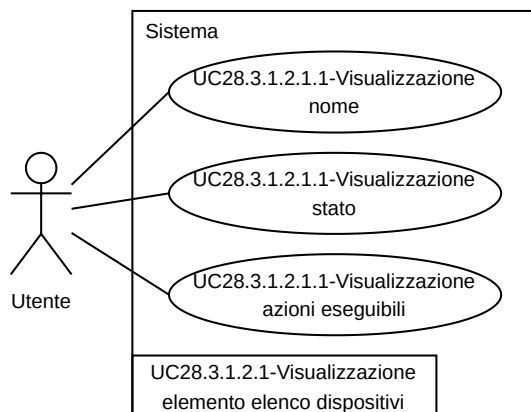 Sistema
UC28.3.1.2.1.1-Visualizzazione
nome
UC28.3.1.2.1.1-Visualizzazione
stato
UC28.3.1.2.1.1-Visualizzazione
azioni eseguibili
Utente
UC28.3.1.2.1-Visualizzazione
elemento elenco dispositivi